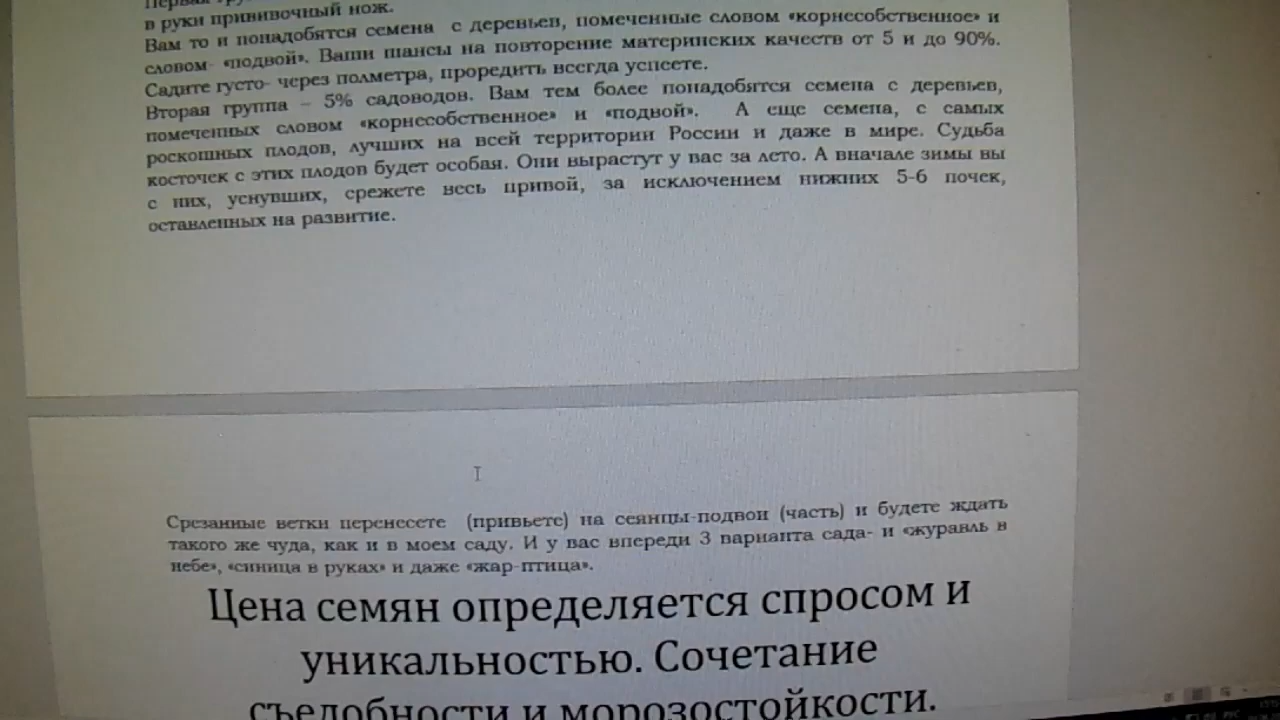 Первая
в руки прививочный нож.
Вам то и понадобятся семена с деревьев, помеченные словом «корнесобственное» и
словом- «подвой». Ваши шансы на повторение материнских качеств от 5 и до 90%.
Садите густо- через полметра, проредить всегда успеете.
Вторая группа – 5% садоводов. Вам тем более понадобятся семена с деревьев,
помеченных словом «корнесобственное» и «подвой». А еще семена, с самых
роскошных плодов, лучших на всей территории России и даже в мире. Судьба
косточек с этих плодов будет особая. Они вырастут у вас за лето. А вначале зимы вы
с них, уснувших, срежете весь привой, за исключением нижних 5-6 почек,
оставленных на развитие.
Срезанные ветки перенесете (привьете) на сеянцы-подвои (часть) и будете ждать
такого же чуда, как и в моем саду. И у вас впереди 3 варианта сада- и «журавль в
небе», «синица в руках» и даже «жар-птица».
Цена семян определяется спросом и
уникальностью. Сочетание
съедобности и морозостойкости.